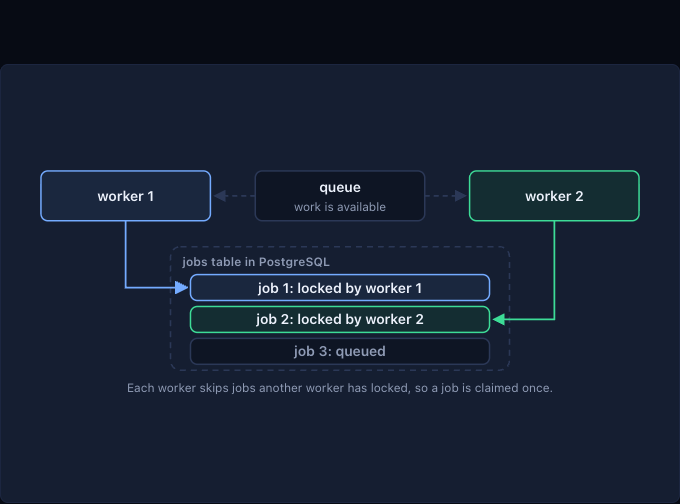 worker 1
queue
work is available
worker 2
jobs table in PostgreSQL
job 1: locked by worker 1
job 2: locked by worker 2
job 3: queued
Each worker skips jobs another worker has locked, so a job is claimed once.